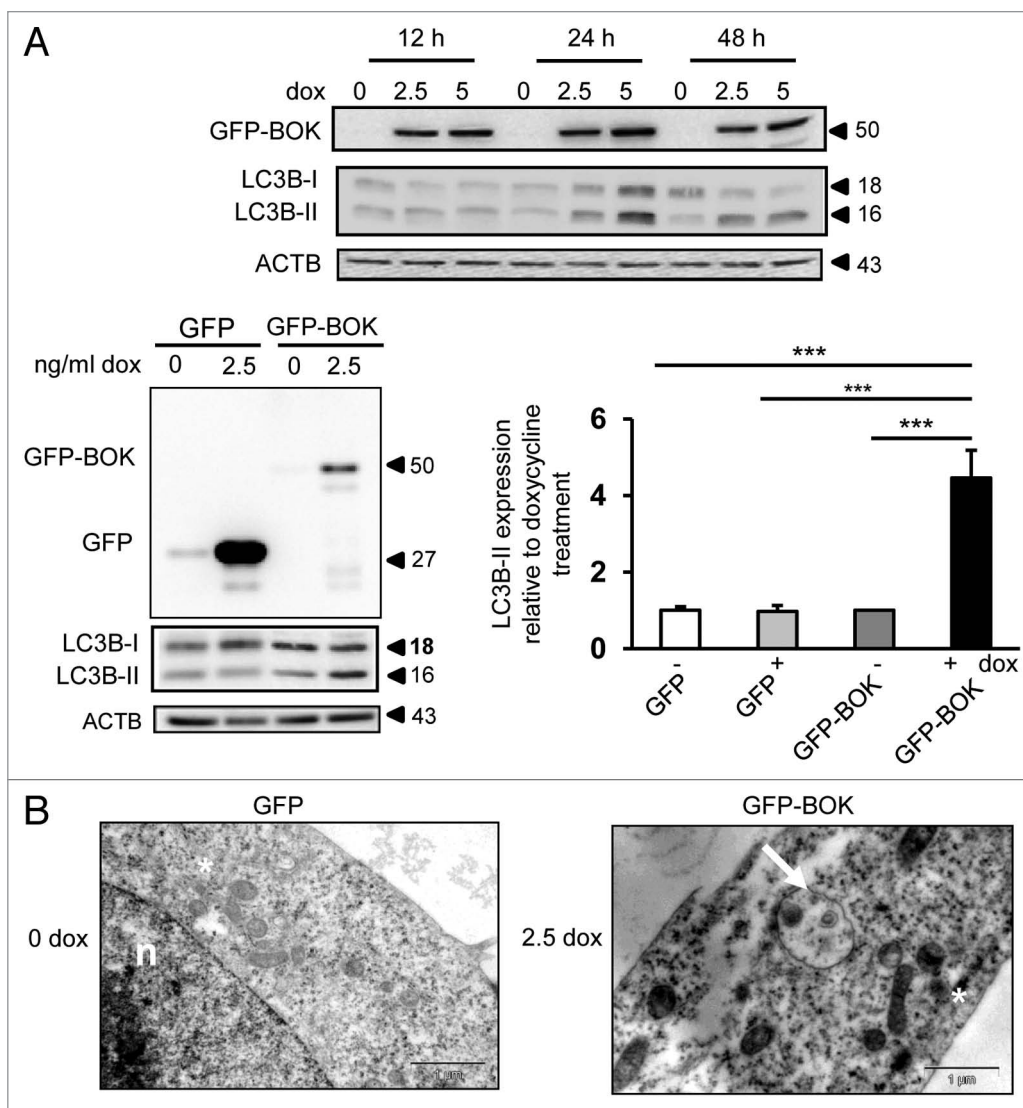 A
12 h 24 h 48 h
dox 0 2.5 5 0 2.5 5 0 2.5 5
GFP-BOK 50
LC3B-I 18
LC3B-II 16
ACTB 43
GFP GFP-BOK
ng/ml dox 0 2.5 0 2.5
GFP-BOK 50
GFP 27
LC3B-I 18
LC3B-II 16
ACTB 43
***
***
***
LC3B-II expression
relative to doxycycline
treatment
6
4
2
0
- + - + dox
GFP GFP GFP-BOK GFP-BOK
B
GFP GFP-BOK
0 dox * n 1 µm
2.5 dox * 1 µm